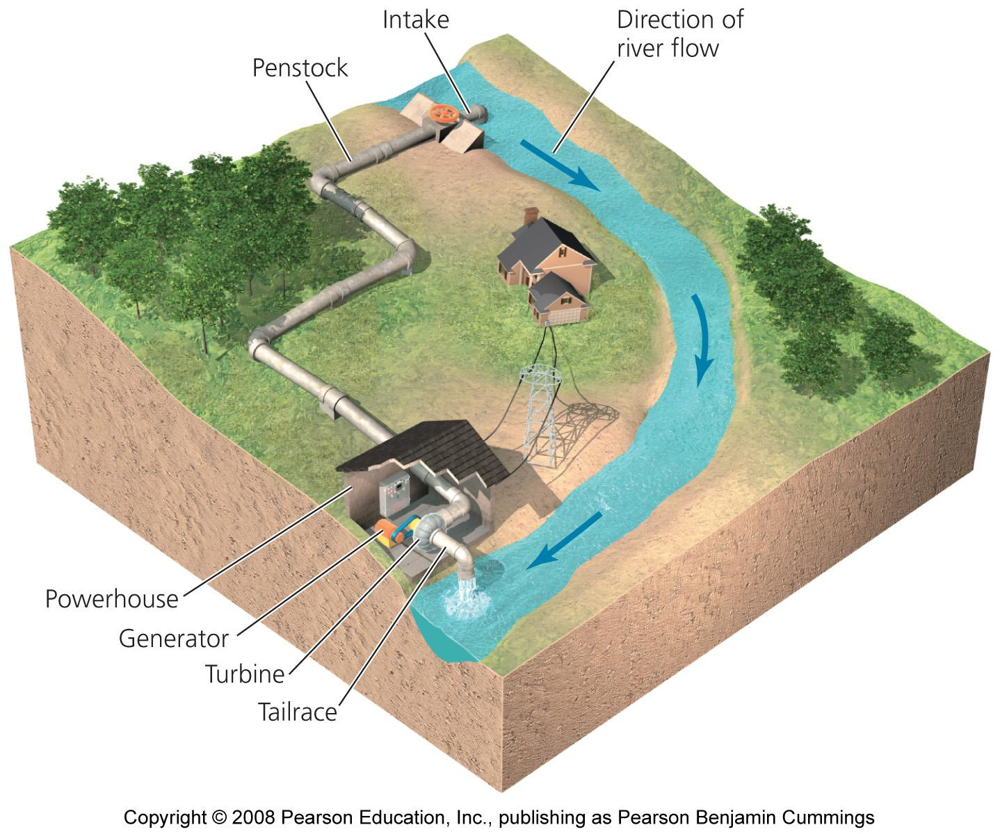 Intake
Direction of
river flow
Penstock
Powerhouse
Generator
Turbine
Tailrace
Copyright © 2008 Pearson Education, Inc., publishing as Pearson Benjamin Cummings